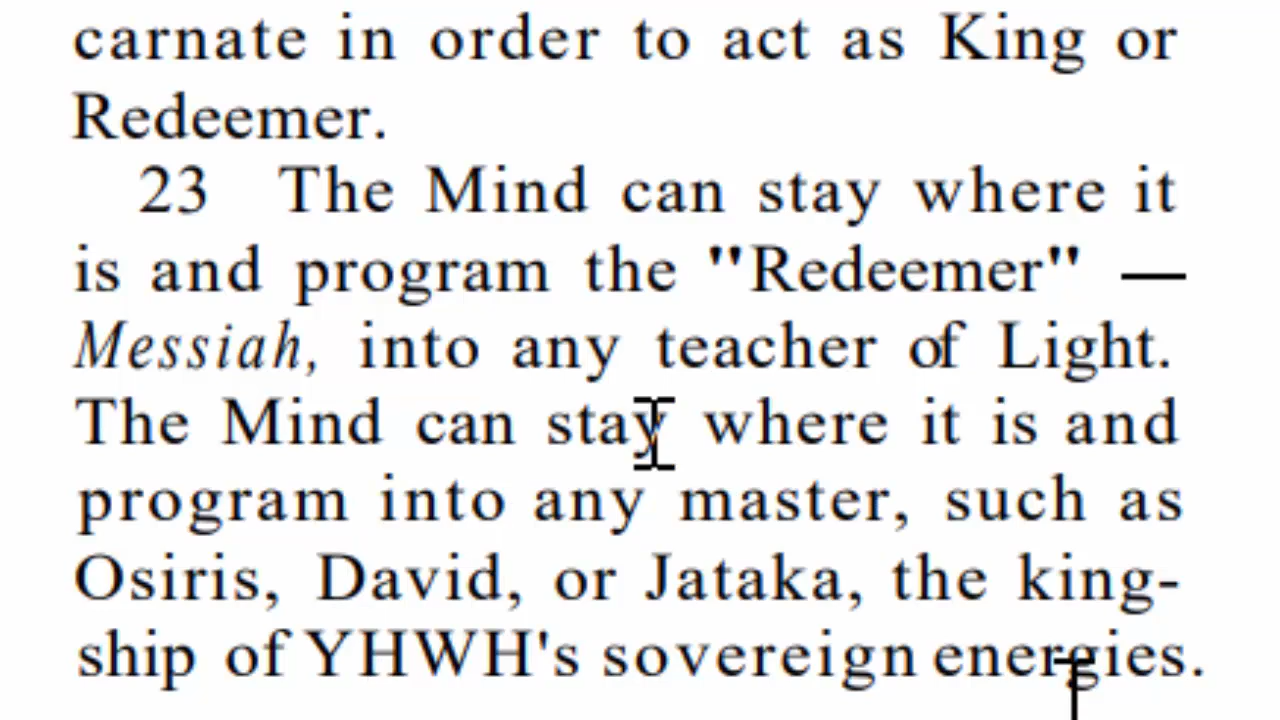 carnate in order to act as King or
Redeemer.
23 The Mind can stay where it
is and program the "Redeemer" —
Messiah, into any teacher of Light.
The Mind can stay where it is and
program into any master, such as
Osiris, David, or Jataka, the king-
ship of YHWH's sovereign energies.